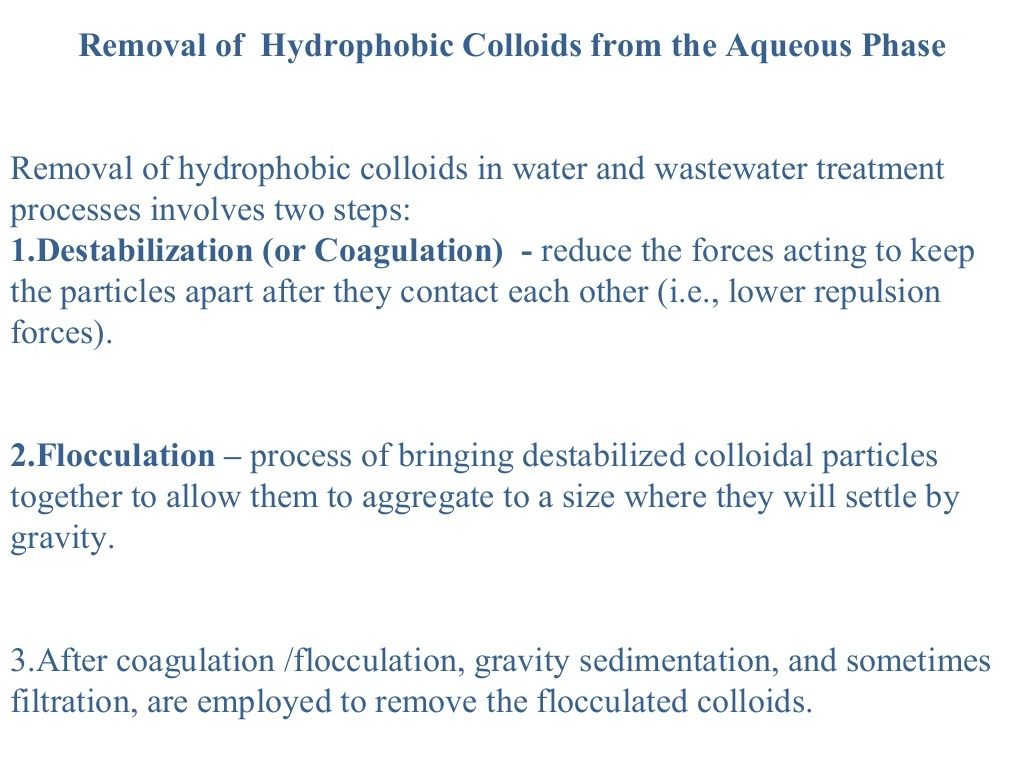 Removal of  Hydrophobic Colloids from the Aqueous Phase
Removal of hydrophobic colloids in water and wastewater treatment
processes involves two steps:
1.Destabilization (or Coagulation)  - reduce the forces acting to keep
the particles apart after they contact each other (i.e., lower repulsion
forces).
2.Flocculation – process of bringing destabilized colloidal particles
together to allow them to aggregate to a size where they will settle by
gravity.
3.After coagulation /flocculation, gravity sedimentation, and sometimes
filtration, are employed to remove the flocculated colloids.